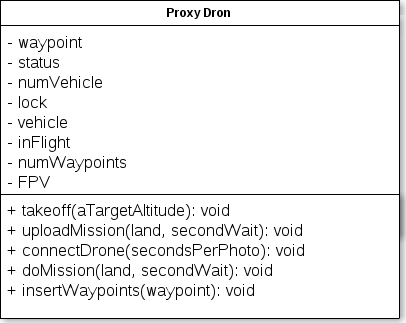 Proxy Dron
- waypoint
- status
- numVehicle
- lock
- vehicle
- inFlight
- numWaypoints
- FPV
+ takeoff(aTargetAltitude): void
+ uploadMission(land, secondWait): void
+ connectDrone(secondsPerPhoto): void
+ doMission(land, secondWait): void
+ insertWaypoints(waypoint): void